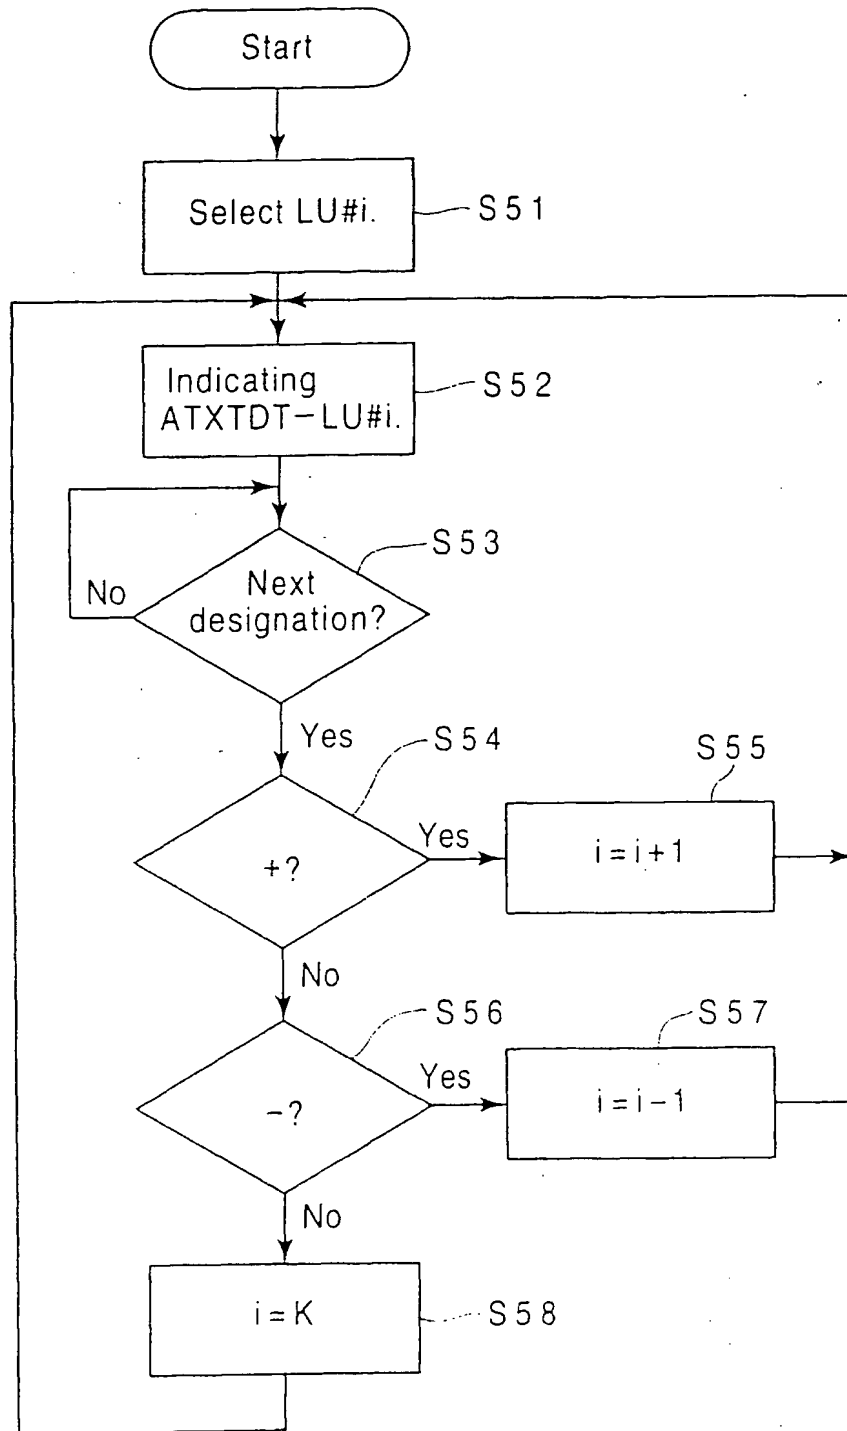 Start
Select LU#i.
S51
Indicating
ATXTDT-LU#i.
S52
S53
Next
designation?
No
Yes
S54
+?
Yes
S55
i=i+1
No
S56
-?
Yes
S57
i=i-1
No
i=K
S58